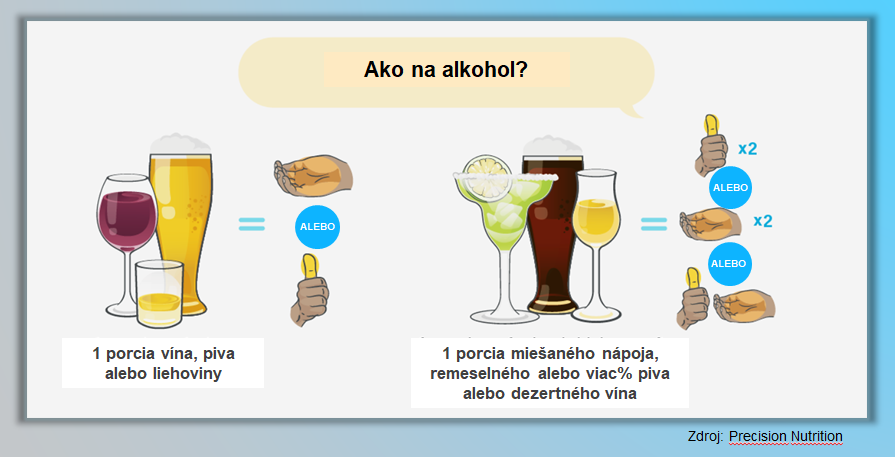 Ako na alkohol?
ALEBO
1 porcia vína, piva
alebo liehoviny
x2
ALEBO
x2
ALEBO
1 porcia miešaného nápoja,
remeselného alebo viac% piva
alebo dezertného vína
Zdroj: Precision Nutrition